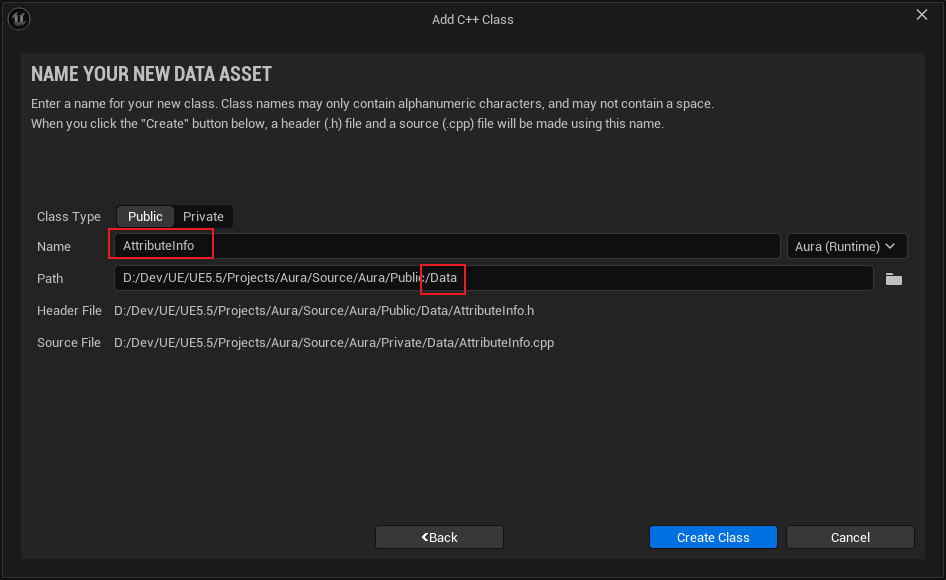 Add C++ Class
NAME YOUR NEW DATA ASSET
Enter a name for your new class. Class names may only contain alphanumeric characters, and may not contain a space.
When you click the "Create" button below, a header (.h) file and a source (.cpp) file will be made using this name.
Class Type Public Private
Name AttributeInfo Aura (Runtime)
Path D:/Dev/UE/UE5.5/Projects/Aura/Source/Aura/Public/Data
Header File D:/Dev/UE/UE5.5/Projects/Aura/Source/Aura/Public/Data/AttributeInfo.h
Source File D:/Dev/UE/UE5.5/Projects/Aura/Source/Aura/Private/Data/AttributeInfo.cpp
Back Create Class Cancel